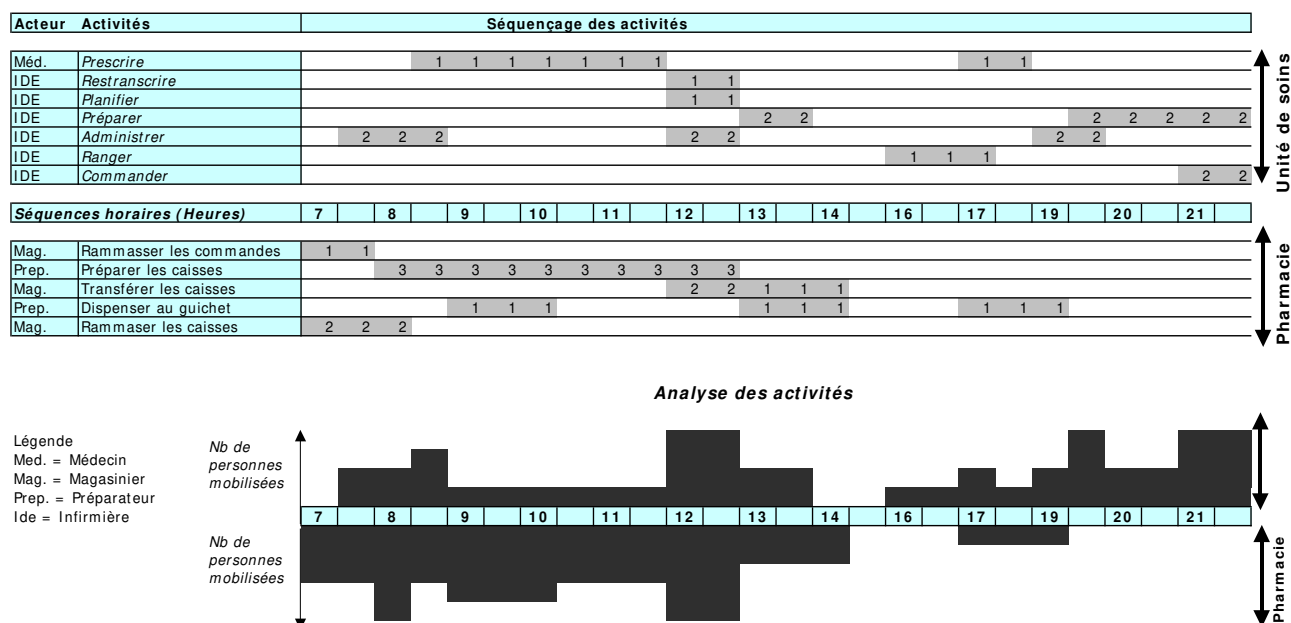 Acteur Activités Séquençage des activités
Méd. Prescrire 1 1 1 1 1 1 1 1 1
IDE Restranscrire 1 1
IDE Planifier 1 1
IDE Préparer 2 2 2 2 2 2 2
IDE Administrer 2 2 2 2 2 2 2
IDE Ranger 1 1 1
IDE Commander 2 2
Unité de soins
Séquences horaires (Heures) 7 8 9 10 11 12 13 14 16 17 19 20 21
Mag. Rammasser les commandes 1 1
Prep. Préparer les caisses 3 3 3 3 3 3 3 3 3 3
Mag. Transférer les caisses 2 2 1 1 1
Prep. Dispenser au guichet 1 1 1 1 1 1 1 1 1
Mag. Rammaser les caisses 2 2 2
Pharmacie
Analyse des activités
Légende
Med. = Médecin
Mag. = Magasinier
Prep. = Préparateur
Ide = Infirmière
Nb de
personnes
mobilisées
7 8 9 10 11 12 13 14 16 17 19 20 21
Nb de
personnes
mobilisées
Pharmacie